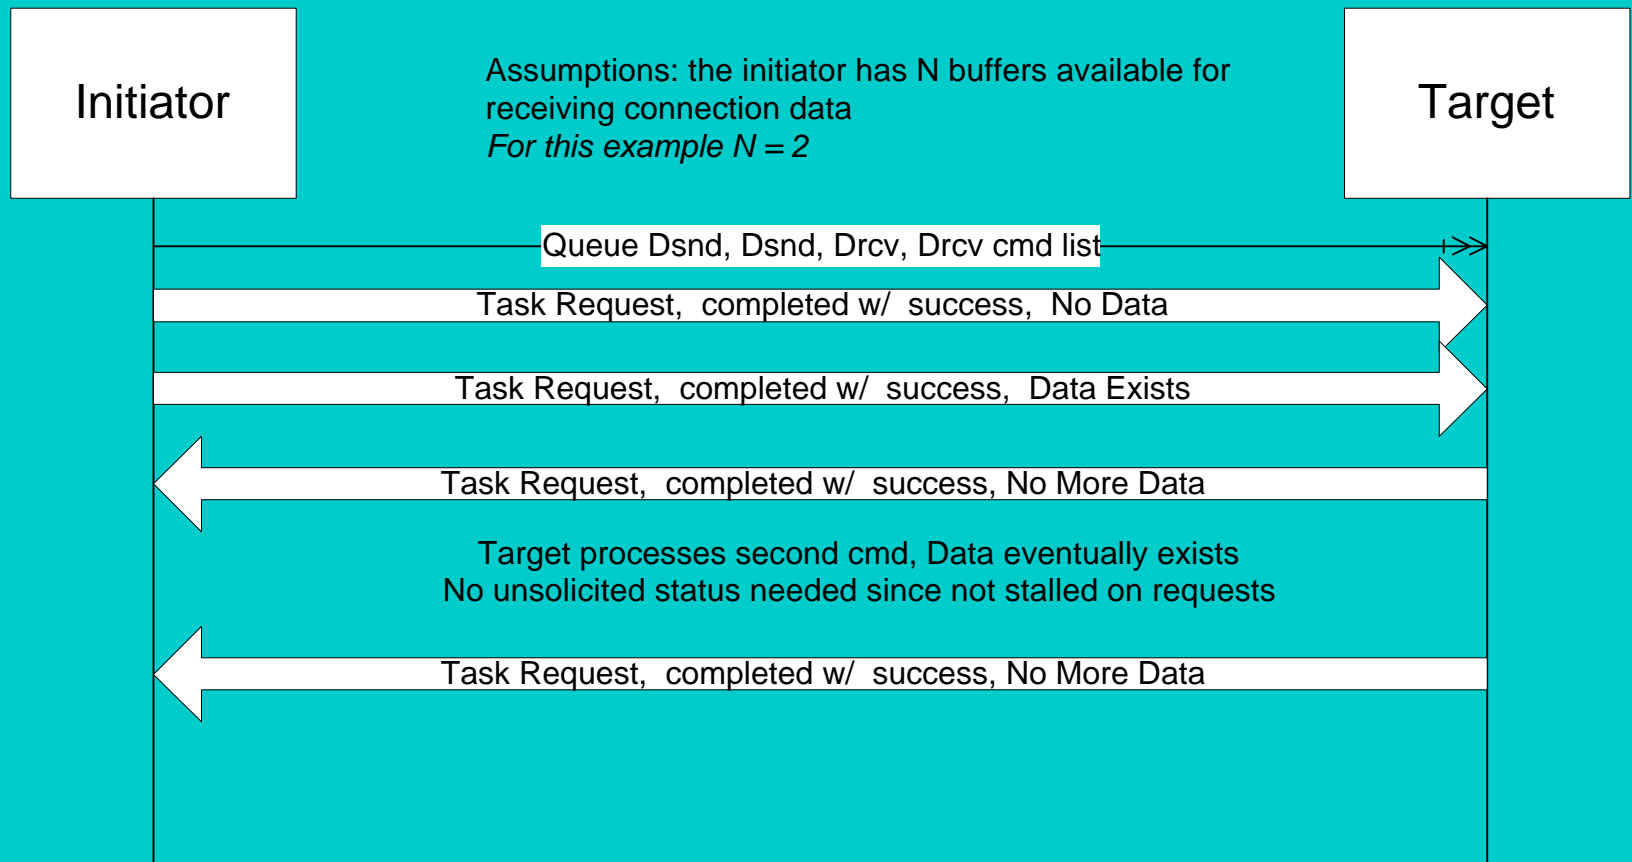 Initiator
Assumptions: the initiator has N buffers available for
receiving connection data
For this example N = 2
Target
Queue Dsnd, Dsnd, Drcv, Drcv cmd list
Task Request, completed w/ success, No Data
Task Request, completed w/ success, Data Exists
Task Request, completed w/ success, No More Data
Target processes second cmd, Data eventually exists
No unsolicited status needed since not stalled on requests
Task Request, completed w/ success, No More Data